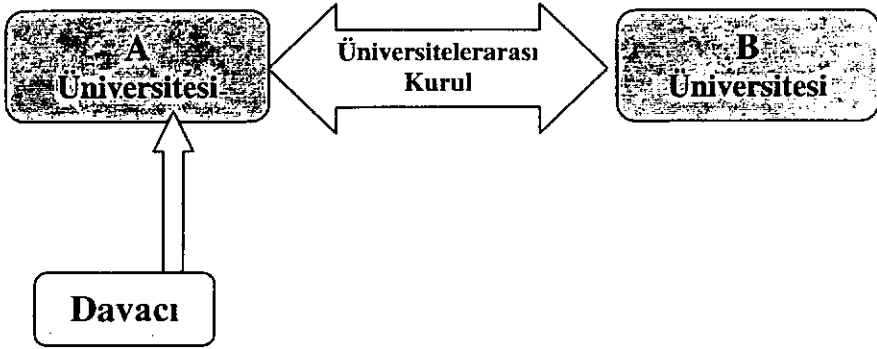 A
Üniversitesi
Üniversitelerarası
Kurul
B
Üniversitesi
Davacı